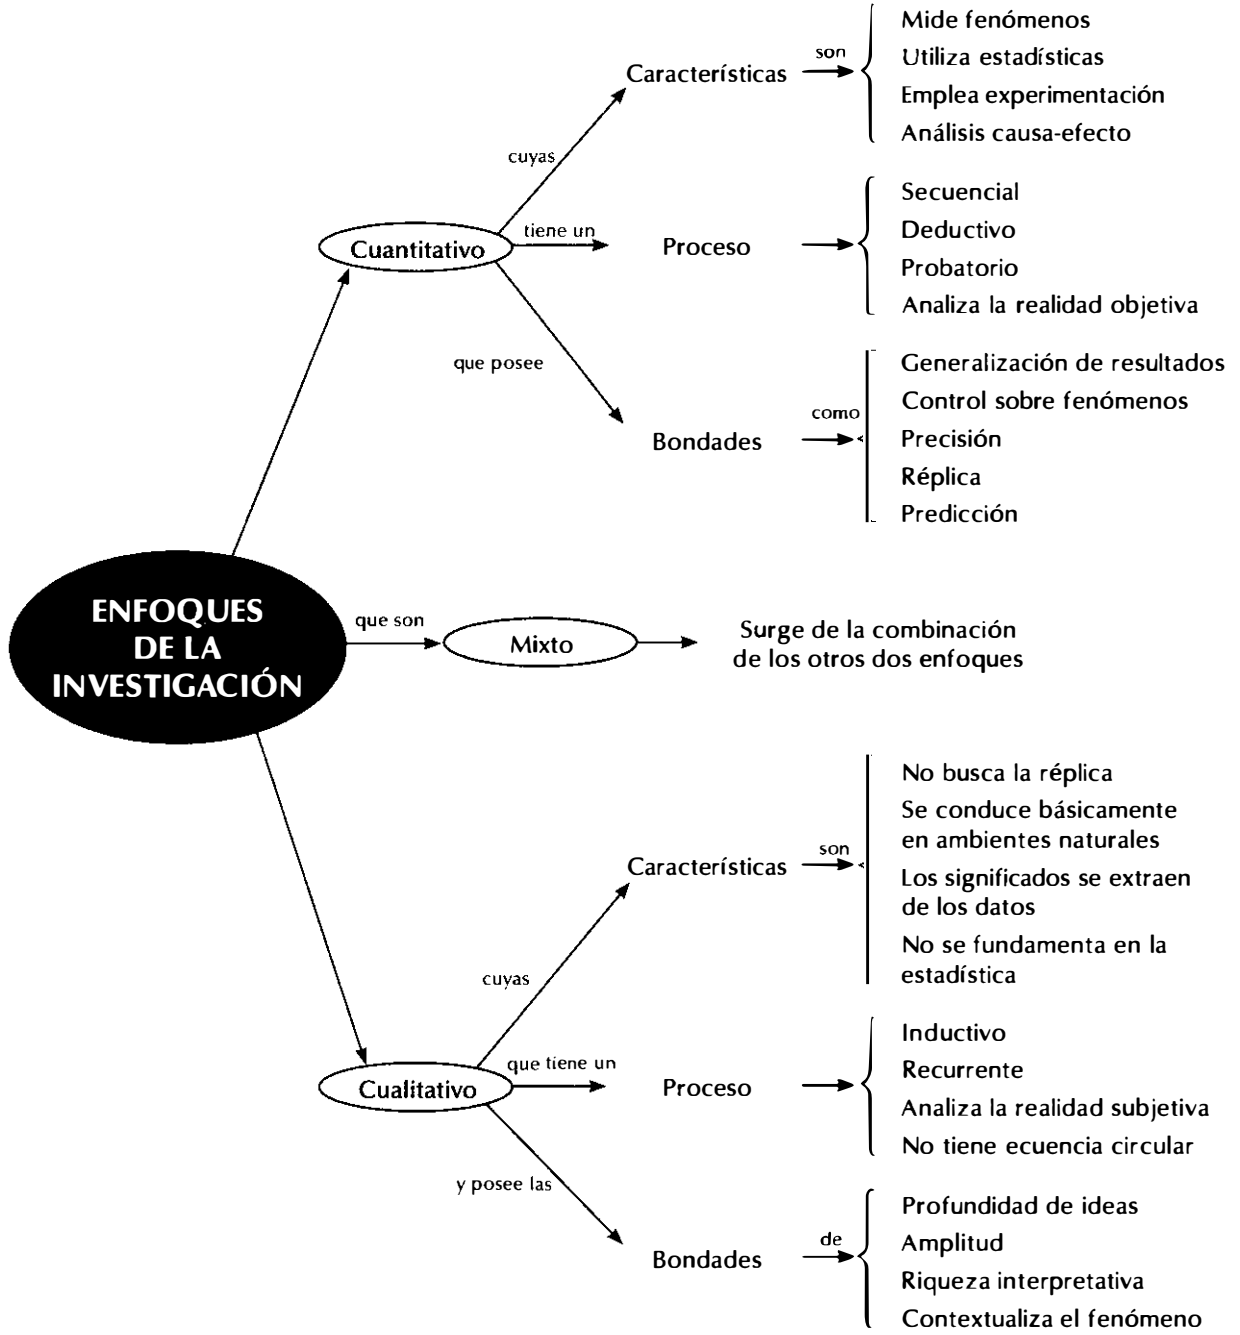 son
Mide fenómenos
Utiliza estadísticas
Emplea experimentación
Análisis causa-efecto
Características
cuyas
Cuantitativo
tiene un
Proceso
Secuencial
Deductivo
Probatorio
Analiza la realidad objetiva
que posee
Bondades
como
Generalización de resultados
Control sobre fenómenos
Precisión
Réplica
Predicción
ENFOQUES
DE LA
INVESTIGACIÓN
que son
Mixto
Surge de la combinación
de los otros dos enfoques
Características
son
No busca la réplica
Se conduce básicamente
en ambientes naturales
Los significados se extraen
de los datos
No se fundamenta en la
estadística
cuyas
Cualitativo
que tiene un
Proceso
Inductivo
Recurrente
Analiza la realidad subjetiva
No tiene ecuencia circular
y posee las
Bondades
de
Profundidad de ideas
Amplitud
Riqueza interpretativa
Contextualiza el fenómeno